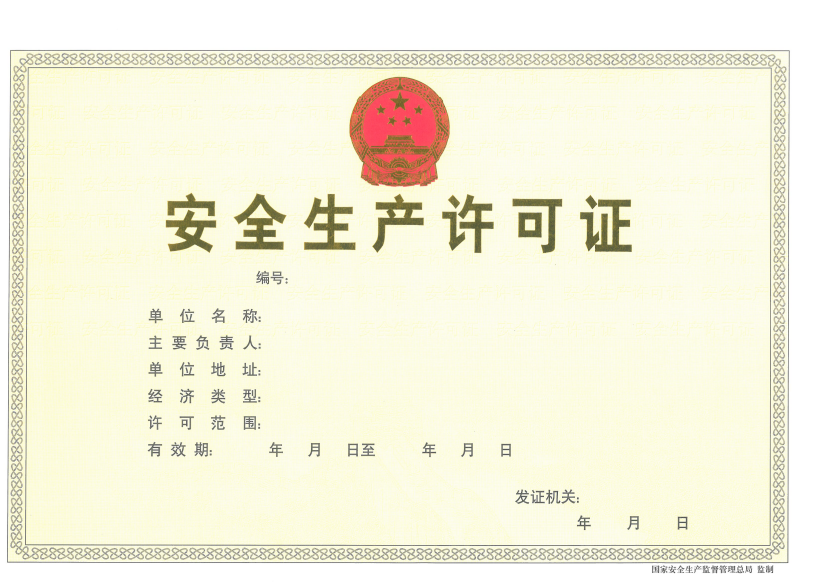 安全生产许可证
编号:
单位名称:
主要负责人:
单位地址:
经济类型:
许可范围:
有效期: 年 月 日至 年 月 日
发证机关:
年 月 日
国家安全生产监督管理总局 监制